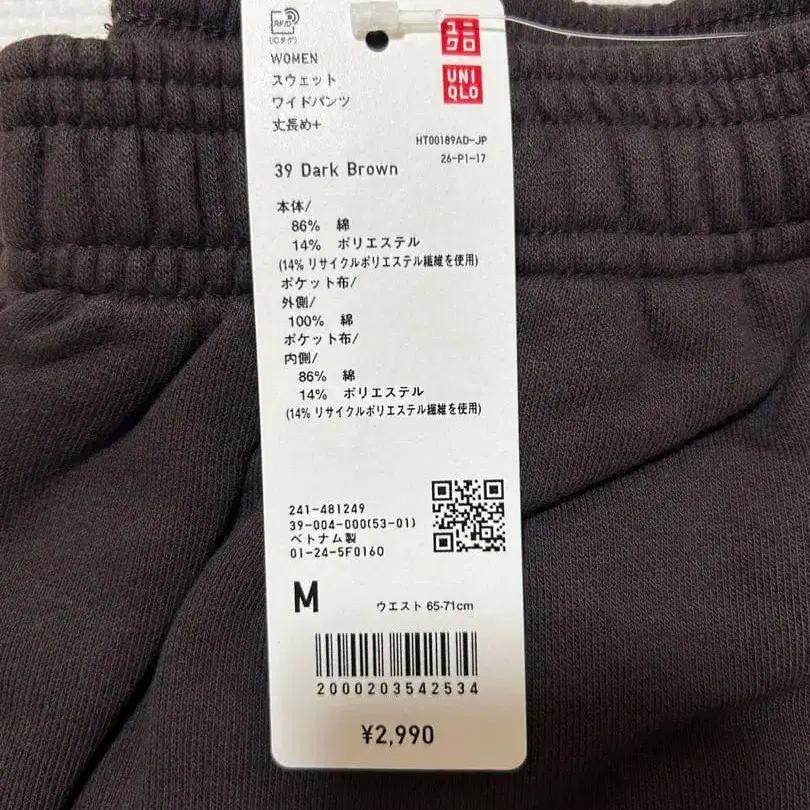 RFID
(ICタグ)
ユニ
クロ
UNI
QLO
WOMEN
スウェット
ワイドパンツ
丈長め+
HT00189AD-JP
26-P1-17
39 Dark Brown
本体/
86% 綿
14% ポリエステル
(14% リサイクルポリエステル繊維を使用)
ポケット布/
外側/
100% 綿
ポケット布/
内側/
86% 綿
14% ポリエステル
(14% リサイクルポリエステル繊維を使用)
241-481249
39-004-000(53-01)
ベトナム製
01-24-5F0160
M ウエスト 65-71cm
2000203542534
¥2,990